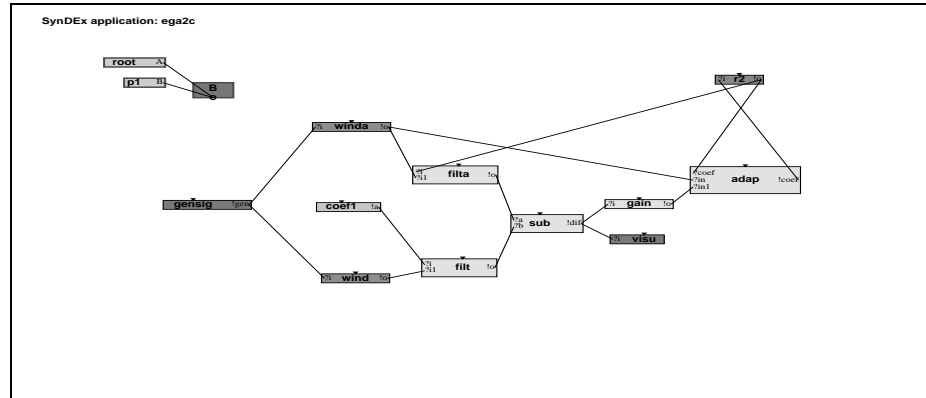 SynDEx application: ega2c
root A
p1 B
B
?i r2 !o
?i winda !o
?i filta !o
?i1
?coef
?in adap !coef
?in1
gensig !gen
coef1 !a
?i gain !o
?a sub !dif
?b
?i visu
?i filt !o
?i1
?i wind !o